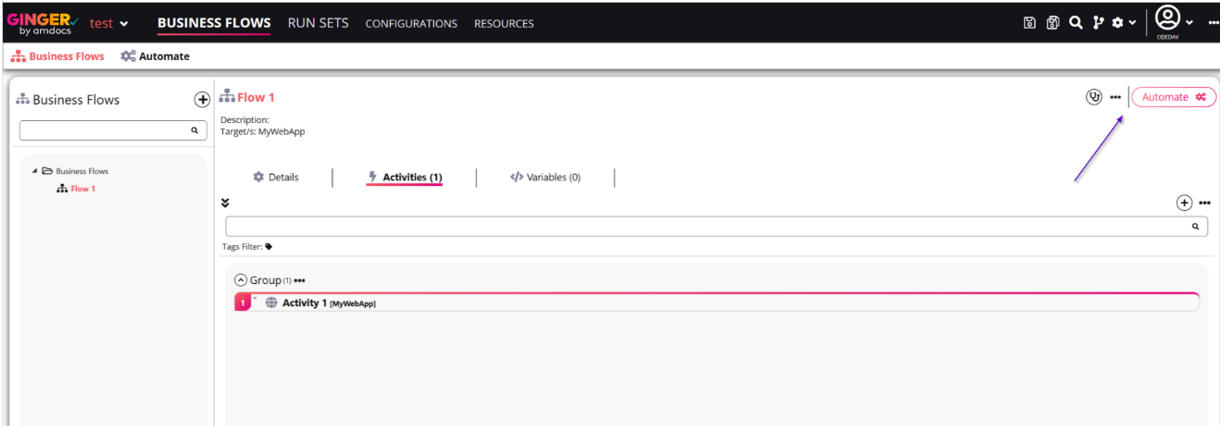 GINGER
by amdocs
test
BUSINESS FLOWS
RUN SETS
CONFIGURATIONS
RESOURCES
ODEDAV
Business Flows
Automate
Business Flows
Business Flows
Flow 1
Flow 1
Description:
Target/s: MyWebApp
Automate
Details
Activities (1)
</> Variables (0)
Tags Filter:
Group (1)
1
Activity 1 [MyWebApp]